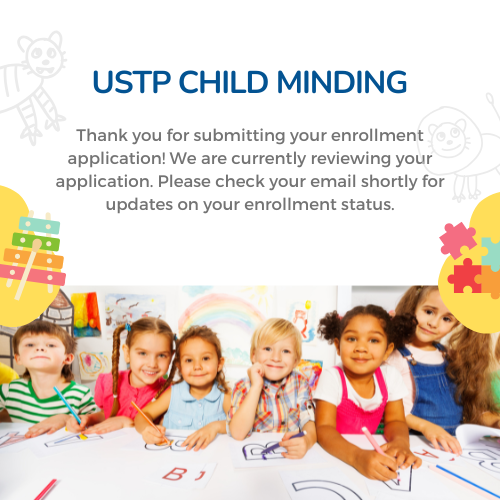 USTP CHILD MINDING
Thank you for submitting your enrollment
application! We are currently reviewing your
application. Please check your email shortly for
updates on your enrollment status.
B J